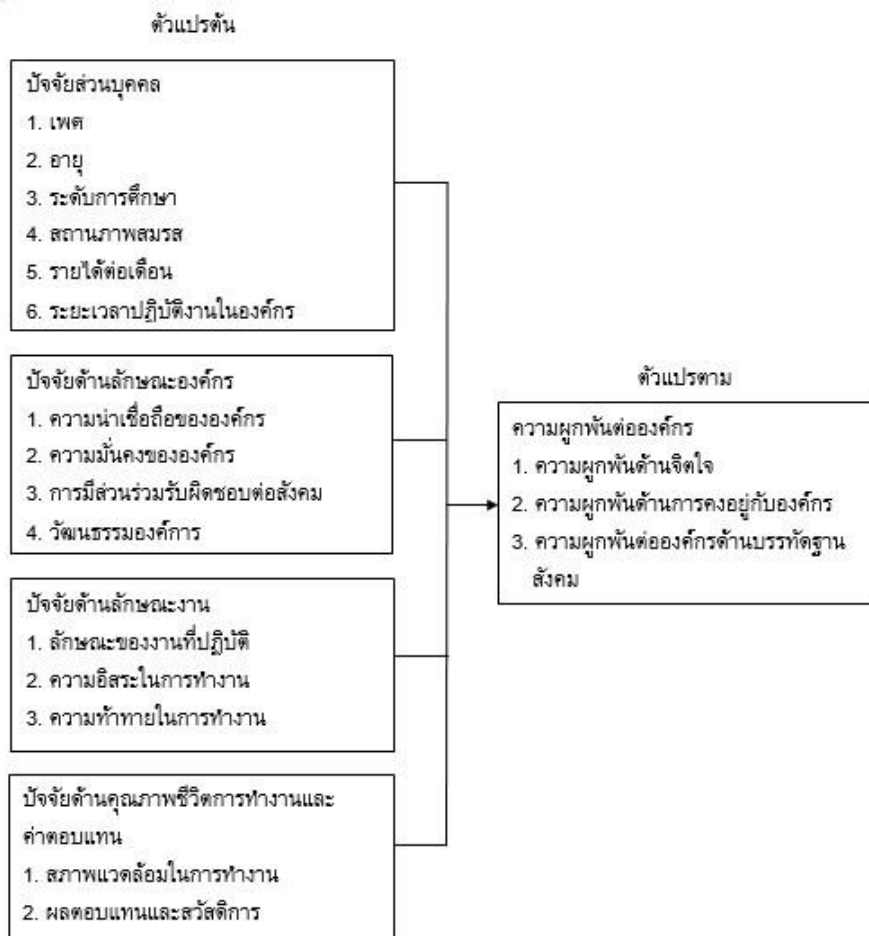 ตัวแปรต้น
ปัจจัยส่วนบุคคล
1. เพศ
2. อายุ
3. ระดับการศึกษา
4. สถานภาพสมรส
5. รายได้ต่อเดือน
6. ระยะเวลาปฏิบัติงานในองค์กร
ปัจจัยด้านลักษณะองค์กร
1. ความน่าเชื่อถือขององค์กร
2. ความมั่นคงขององค์กร
3. การมีส่วนร่วมรับผิดชอบต่อสังคม
4. วัฒนธรรมองค์การ
ปัจจัยด้านลักษณะงาน
1. ลักษณะของงานที่ปฏิบัติ
2. ความอิสระในการทำงาน
3. ความท้าทายในการทำงาน
ปัจจัยด้านคุณภาพชีวิตการทำงานและ
ค่าตอบแทน
1. สภาพแวดล้อมในการทำงาน
2. ผลตอบแทนและสวัสดิการ
ตัวแปรตาม
ความผูกพันต่อองค์กร
1. ความผูกพันด้านจิตใจ
2. ความผูกพันด้านการคงอยู่กับองค์กร
3. ความผูกพันต่อองค์กรด้านบรรทัดฐาน
สังคม